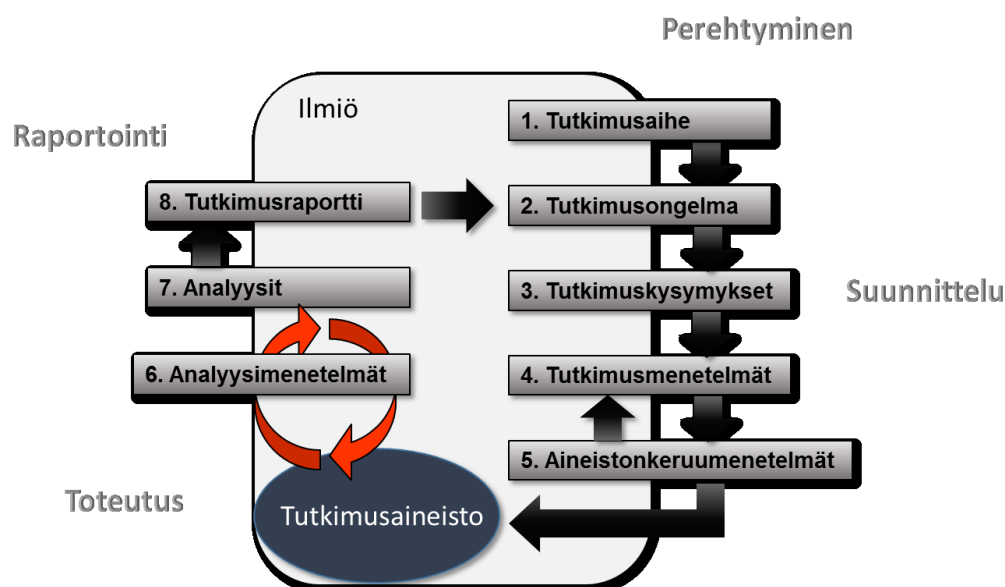 Perehtyminen
Ilmiö
1. Tutkimusaihe
Raportointi
8. Tutkimusraportti
2. Tutkimusongelma
7. Analyysit
3. Tutkimuskysymykset
Suunnittelu
6. Analyysimenetelmät
4. Tutkimusmenetelmät
5. Aineistonkeruumenetelmät
Toteutus
Tutkimusaineisto